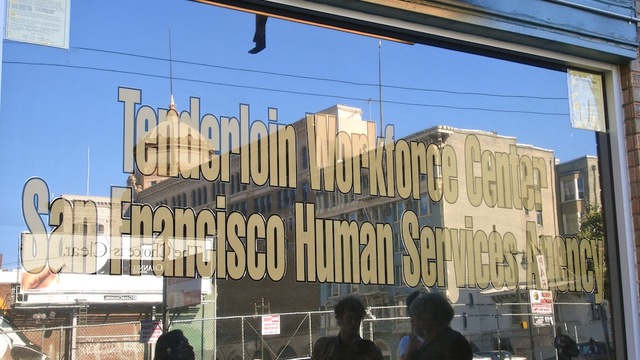 Tenderloin Workforce Center
San Francisco Human Services Agency